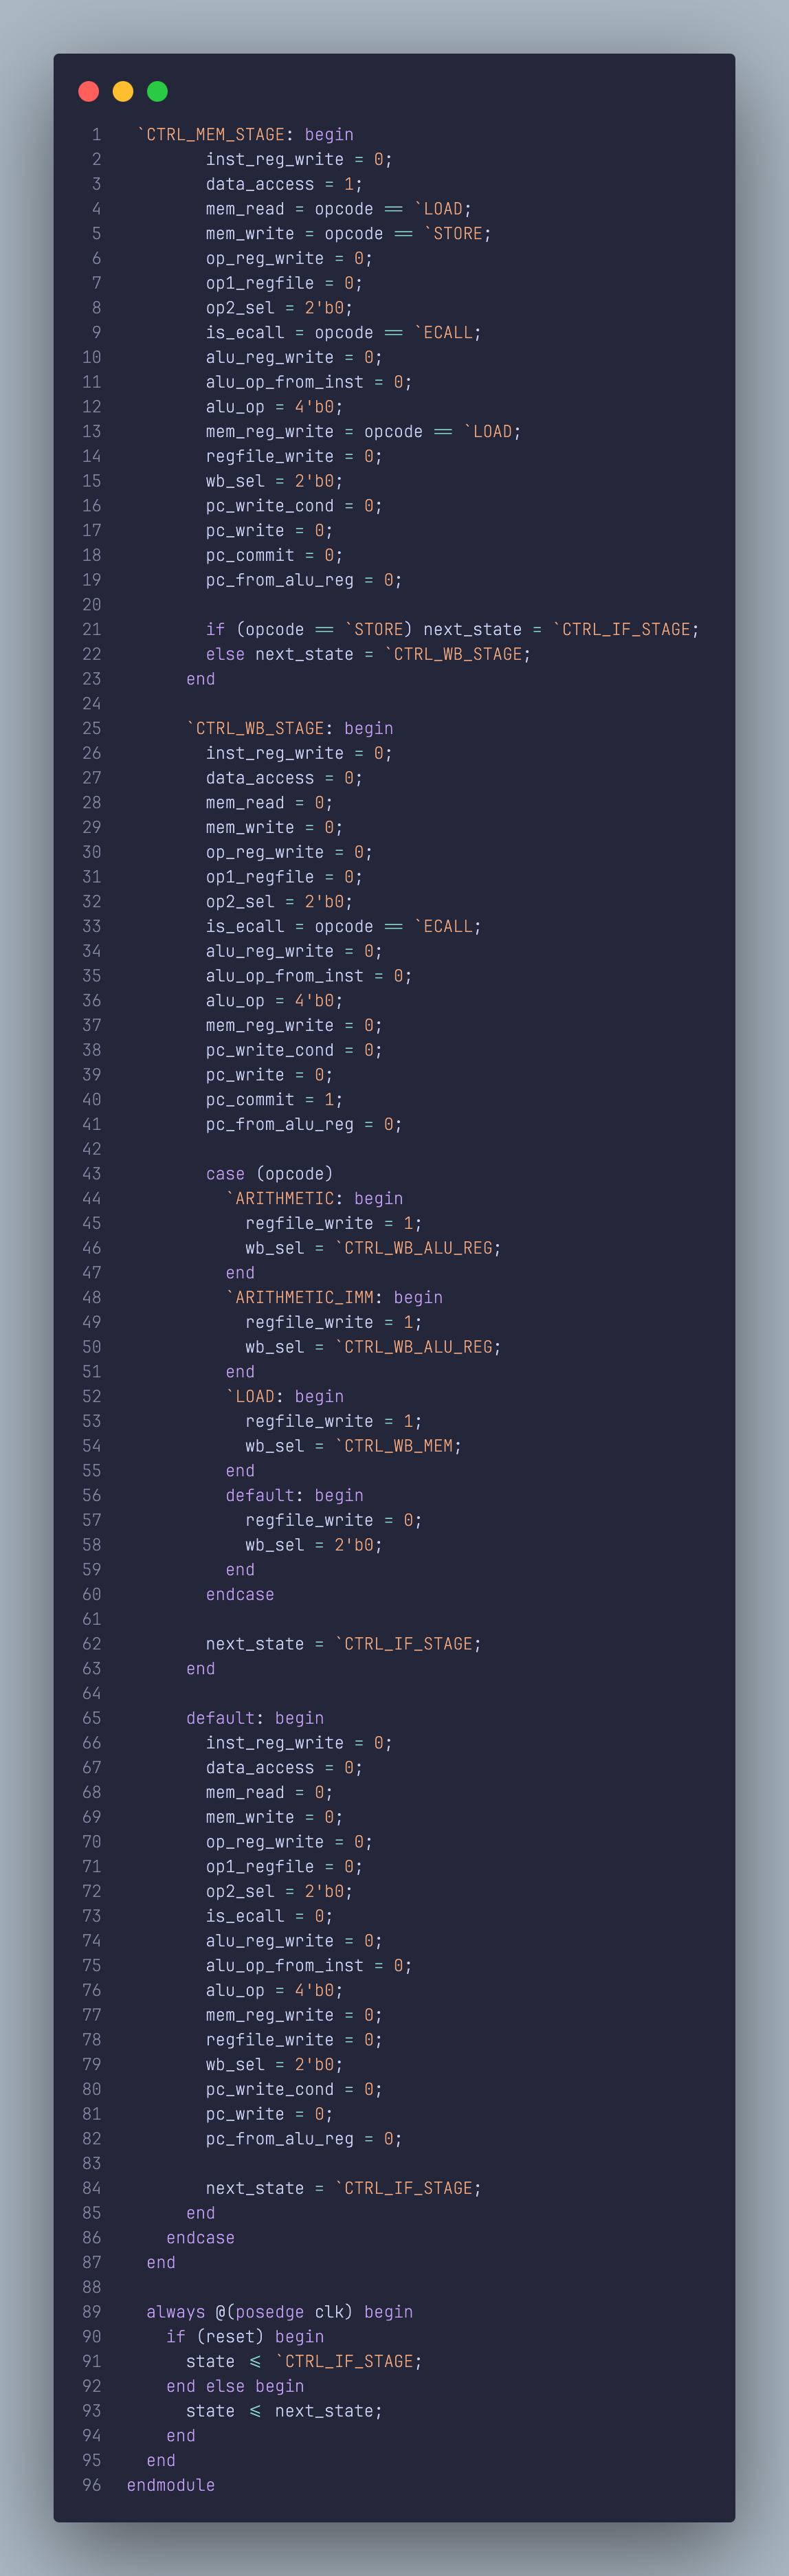 1 `CTRL_MEM_STAGE: begin
2 inst_reg_write = 0;
3 data_access = 1;
4 mem_read = opcode == `LOAD;
5 mem_write = opcode == `STORE;
6 op_reg_write = 0;
7 op1_regfile = 0;
8 op2_sel = 2'b0;
9 is_ecall = opcode == `ECALL;
10 alu_reg_write = 0;
11 alu_op_from_inst = 0;
12 alu_op = 4'b0;
13 mem_reg_write = opcode == `LOAD;
14 regfile_write = 0;
15 wb_sel = 2'b0;
16 pc_write_cond = 0;
17 pc_write = 0;
18 pc_commit = 0;
19 pc_from_alu_reg = 0;
20
21 if (opcode == `STORE) next_state = `CTRL_IF_STAGE;
22 else next_state = `CTRL_WB_STAGE;
23 end
24
25 `CTRL_WB_STAGE: begin
26 inst_reg_write = 0;
27 data_access = 0;
28 mem_read = 0;
29 mem_write = 0;
30 op_reg_write = 0;
31 op1_regfile = 0;
32 op2_sel = 2'b0;
33 is_ecall = opcode == `ECALL;
34 alu_reg_write = 0;
35 alu_op_from_inst = 0;
36 alu_op = 4'b0;
37 mem_reg_write = 0;
38 pc_write_cond = 0;
39 pc_write = 0;
40 pc_commit = 1;
41 pc_from_alu_reg = 0;
42
43 case (opcode)
44 `ARITHMETIC: begin
45 regfile_write = 1;
46 wb_sel = `CTRL_WB_ALU_REG;
47 end
48 `ARITHMETIC_IMM: begin
49 regfile_write = 1;
50 wb_sel = `CTRL_WB_ALU_REG;
51 end
52 `LOAD: begin
53 regfile_write = 1;
54 wb_sel = `CTRL_WB_MEM;
55 end
56 default: begin
57 regfile_write = 0;
58 wb_sel = 2'b0;
59 end
60 endcase
61
62 next_state = `CTRL_IF_STAGE;
63 end
64
65 default: begin
66 inst_reg_write = 0;
67 data_access = 0;
68 mem_read = 0;
69 mem_write = 0;
70 op_reg_write = 0;
71 op1_regfile = 0;
72 op2_sel = 2'b0;
73 is_ecall = 0;
74 alu_reg_write = 0;
75 alu_op_from_inst = 0;
76 alu_op = 4'b0;
77 mem_reg_write = 0;
78 regfile_write = 0;
79 wb_sel = 2'b0;
80 pc_write_cond = 0;
81 pc_write = 0;
82 pc_from_alu_reg = 0;
83
84 next_state = `CTRL_IF_STAGE;
85 end
86 endcase
87 end
88
89 always @(posedge clk) begin
90 if (reset) begin
91 state <= `CTRL_IF_STAGE;
92 end else begin
93 state <= next_state;
94 end
95 end
96 endmodule